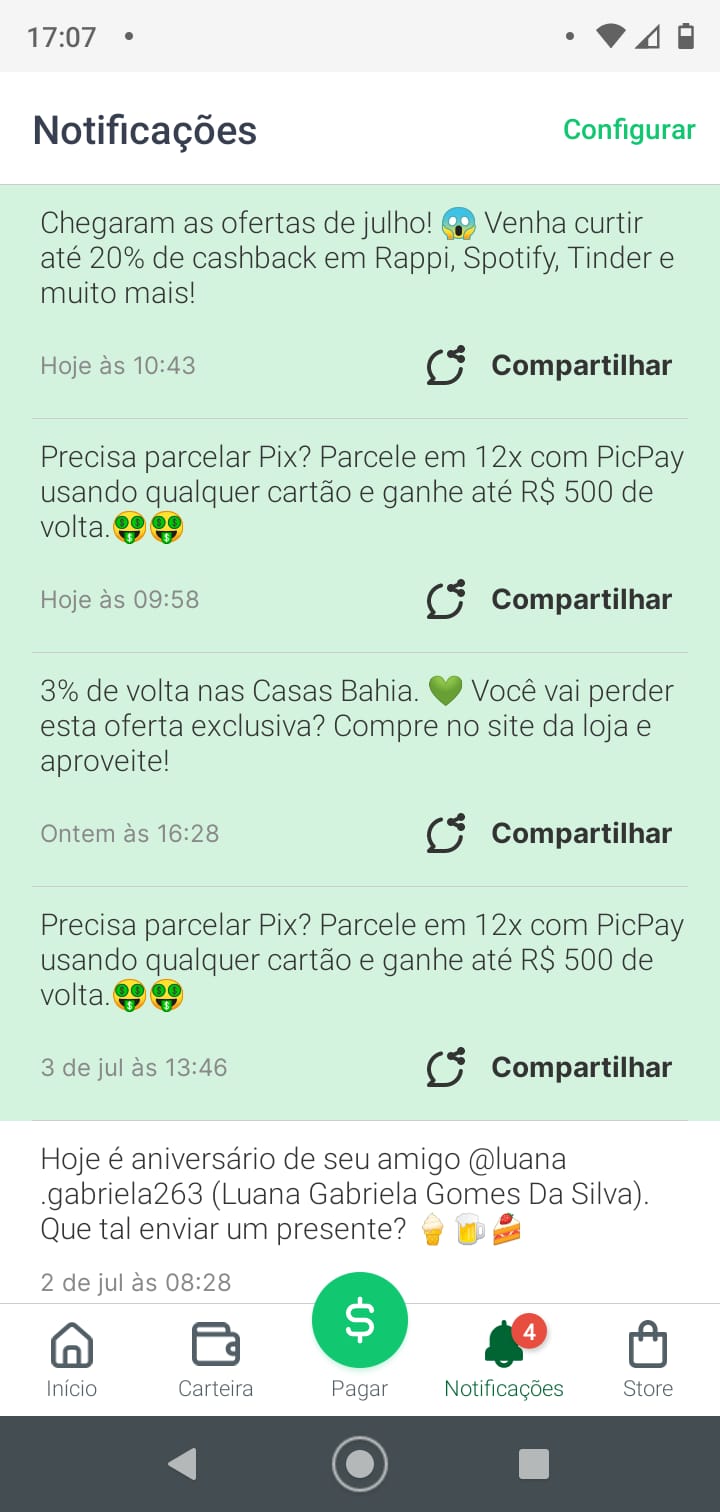 17:07
Notificações
Configurar
Chegaram as ofertas de julho! 😱 Venha curtir
até 20% de cashback em Rappi, Spotify, Tinder e
muito mais!
Hoje às 10:43
Compartilhar
Precisa parcelar Pix? Parcele em 12x com PicPay
usando qualquer cartão e ganhe até R$ 500 de
volta.🤑🤑
Hoje às 09:58
Compartilhar
3% de volta nas Casas Bahia. 💚 Você vai perder
esta oferta exclusiva? Compre no site da loja e
aproveite!
Ontem às 16:28
Compartilhar
Precisa parcelar Pix? Parcele em 12x com PicPay
usando qualquer cartão e ganhe até R$ 500 de
volta.🤑🤑
3 de jul às 13:46
Compartilhar
Hoje é aniversário de seu amigo @luana
.gabriela263 (Luana Gabriela Gomes Da Silva).
Que tal enviar um presente? 🍦🍺🍰
2 de jul às 08:28
$
4
Início
Carteira
Pagar
Notificações
Store